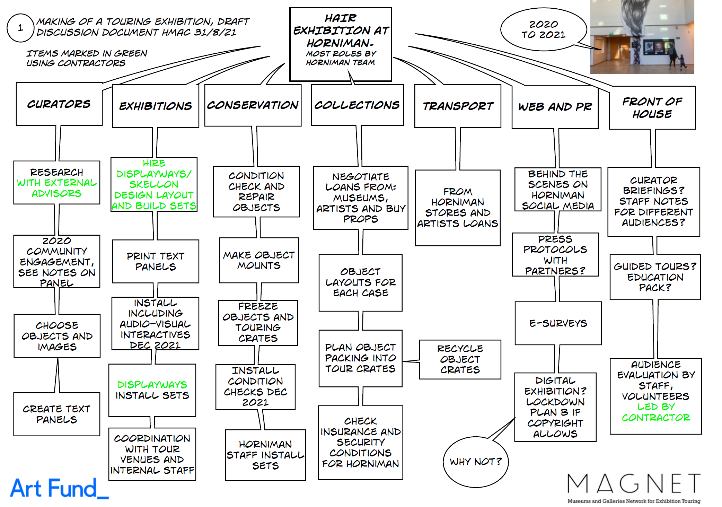 1
MAKING OF A TOURING EXHIBITION, DRAFT
DISCUSSION DOCUMENT HMAC 31/8/21
ITEMS MARKED IN GREEN
USING CONTRACTORS
HAIR
EXHIBITION AT
HORNIMAN-
MOST ROLES BY
HORNIMAN TEAM
2020
TO 2021
CURATORS
RESEARCH
WITH EXTERNAL
ADVISORS
2020
COMMUNITY
ENGAGEMENT,
SEE NOTES ON
PANEL
CHOOSE
OBJECTS AND
IMAGES
CREATE TEXT
PANELS
EXHIBITIONS
HIRE
DISPLAYWAYS/
SKELLON
DESIGN LAYOUT
AND BUILD SETS
PRINT TEXT
PANELS
INSTALL
INCLUDING
AUDIO-VISUAL
INTERACTIVES
DEC 2021
DISPLAYWAYS
INSTALL SETS
COORDINATION
WITH TOUR
VENUES AND
INTERNAL STAFF
CONSERVATION
CONDITION
CHECK AND
REPAIR
OBJECTS
MAKE OBJECT
MOUNTS
FREEZE
OBJECTS AND
TOURING
CRATES
INSTALL
CONDITION
CHECKS DEC
2021
HORNIMAN
STAFF INSTALL
SETS
COLLECTIONS
NEGOTIATE
LOANS FROM:
MUSEUMS,
ARTISTS AND BUY
PROPS
OBJECT
LAYOUTS FOR
EACH CASE
PLAN OBJECT
PACKING INTO
TOUR CRATES
RECYCLE
OBJECT
CRATES
CHECK
INSURANCE AND
SECURITY
CONDITIONS
FOR HORNIMAN
TRANSPORT
FROM
HORNIMAN
STORES AND
ARTISTS LOANS
WEB AND PR
BEHIND THE
SCENES ON
HORNIMAN
SOCIAL MEDIA
PRESS
PROTOCOLS
WITH
PARTNERS?
E-SURVEYS
DIGITAL
EXHIBITION?
LOCKDOWN
PLAN B IF
COPYRIGHT
ALLOWS
WHY NOT?
FRONT OF
HOUSE
CURATOR
BRIEFINGS?
STAFF NOTES
FOR DIFFERENT
AUDIENCES?
GUIDED TOURS?
EDUCATION
PACK?
AUDIENCE
EVALUATION BY
STAFF,
VOLUNTEERS
LED BY
CONTRACTOR
Art Fund_
MAGNET
Museums and Galleries Network for Exhibition Touring